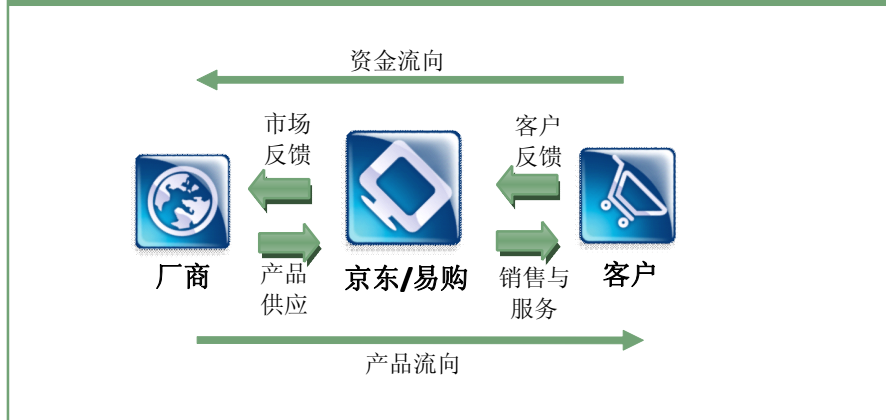 资金流向
市场
反馈
客户
反馈
厂商
产品
供应
京东/易购
销售与
服务
客户
产品流向